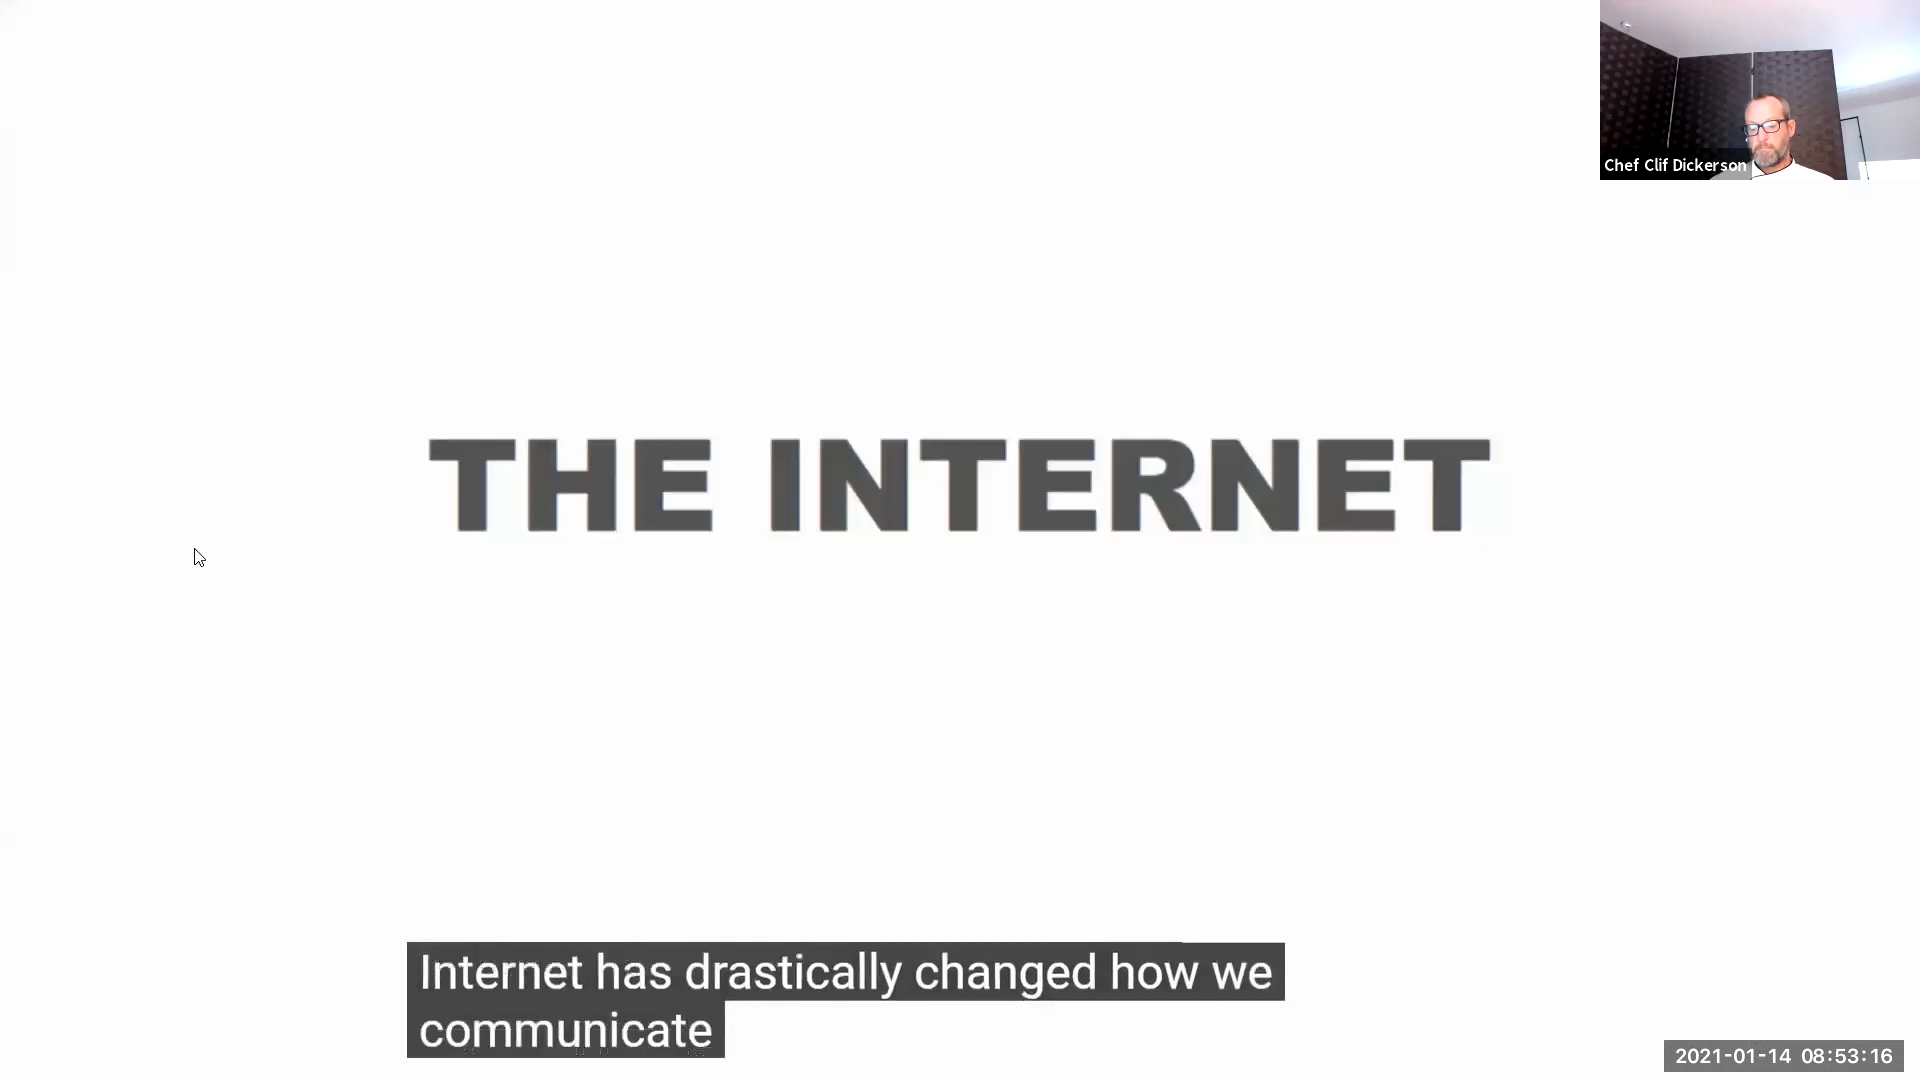 Chef Clif Dickerson
THE INTERNET
Internet has drastically changed how we
communicate
2021-01-14 08:53:16